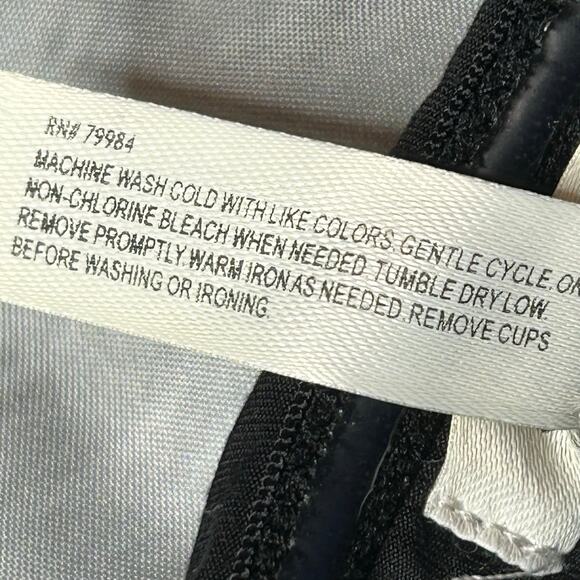 RN# 79984
MACHINE WASH COLD WITH LIKE COLORS. GENTLE CYCLE. ON
NON-CHLORINE BLEACH WHEN NEEDED. TUMBLE DRY LOW.
REMOVE PROMPTLY. WARM IRON AS NEEDED. REMOVE CUPS
BEFORE WASHING OR IRONING.